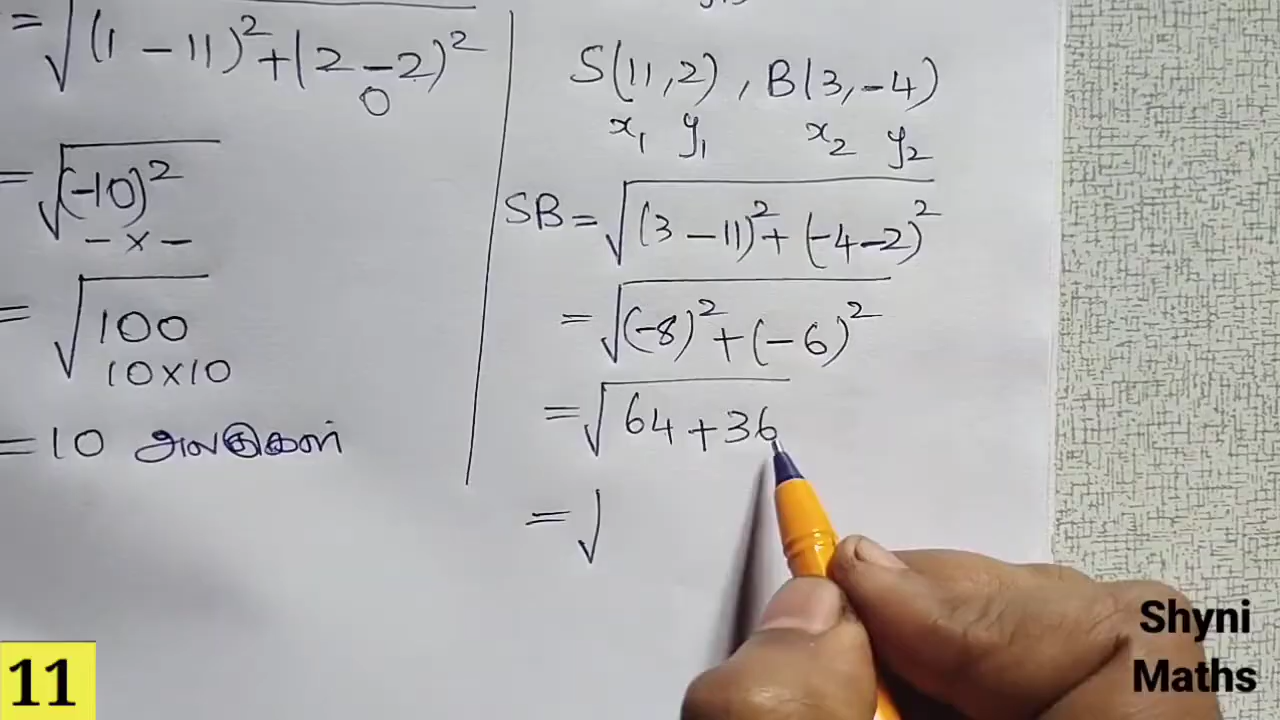 = √(1 - 11)² + (2 - 2)²
0
= √(-10)²
- × -
= √100
10×10
= 10 அலகுகள்
S(11,2) , B(3,-4)
x₁ y₁ x₂ y₂
SB = √(3 - 11)² + (-4 - 2)²
= √(-8)² + (-6)²
= √64 + 36
= √
11
Shyni
Maths